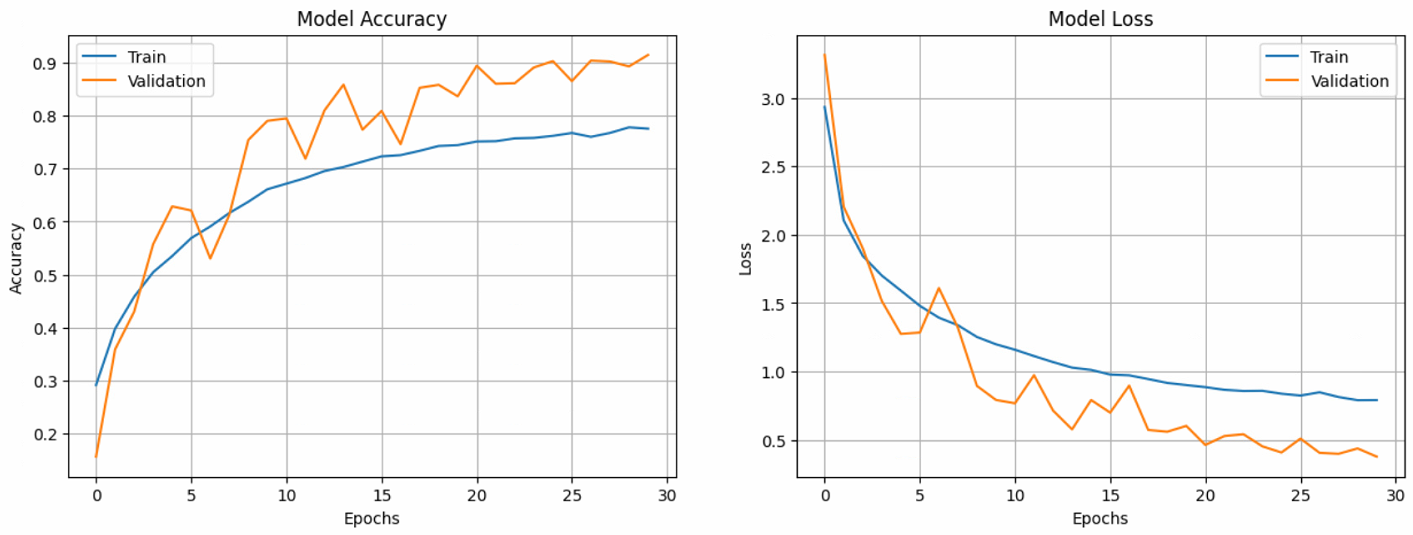 Model Accuracy
Train
Validation
0.9
0.8
0.7
0.6
0.5
0.4
0.3
0.2
Accuracy
0 5 10 15 20 25 30
Epochs
Model Loss
Train
Validation
3.0
2.5
2.0
1.5
1.0
0.5
Loss
0 5 10 15 20 25 30
Epochs